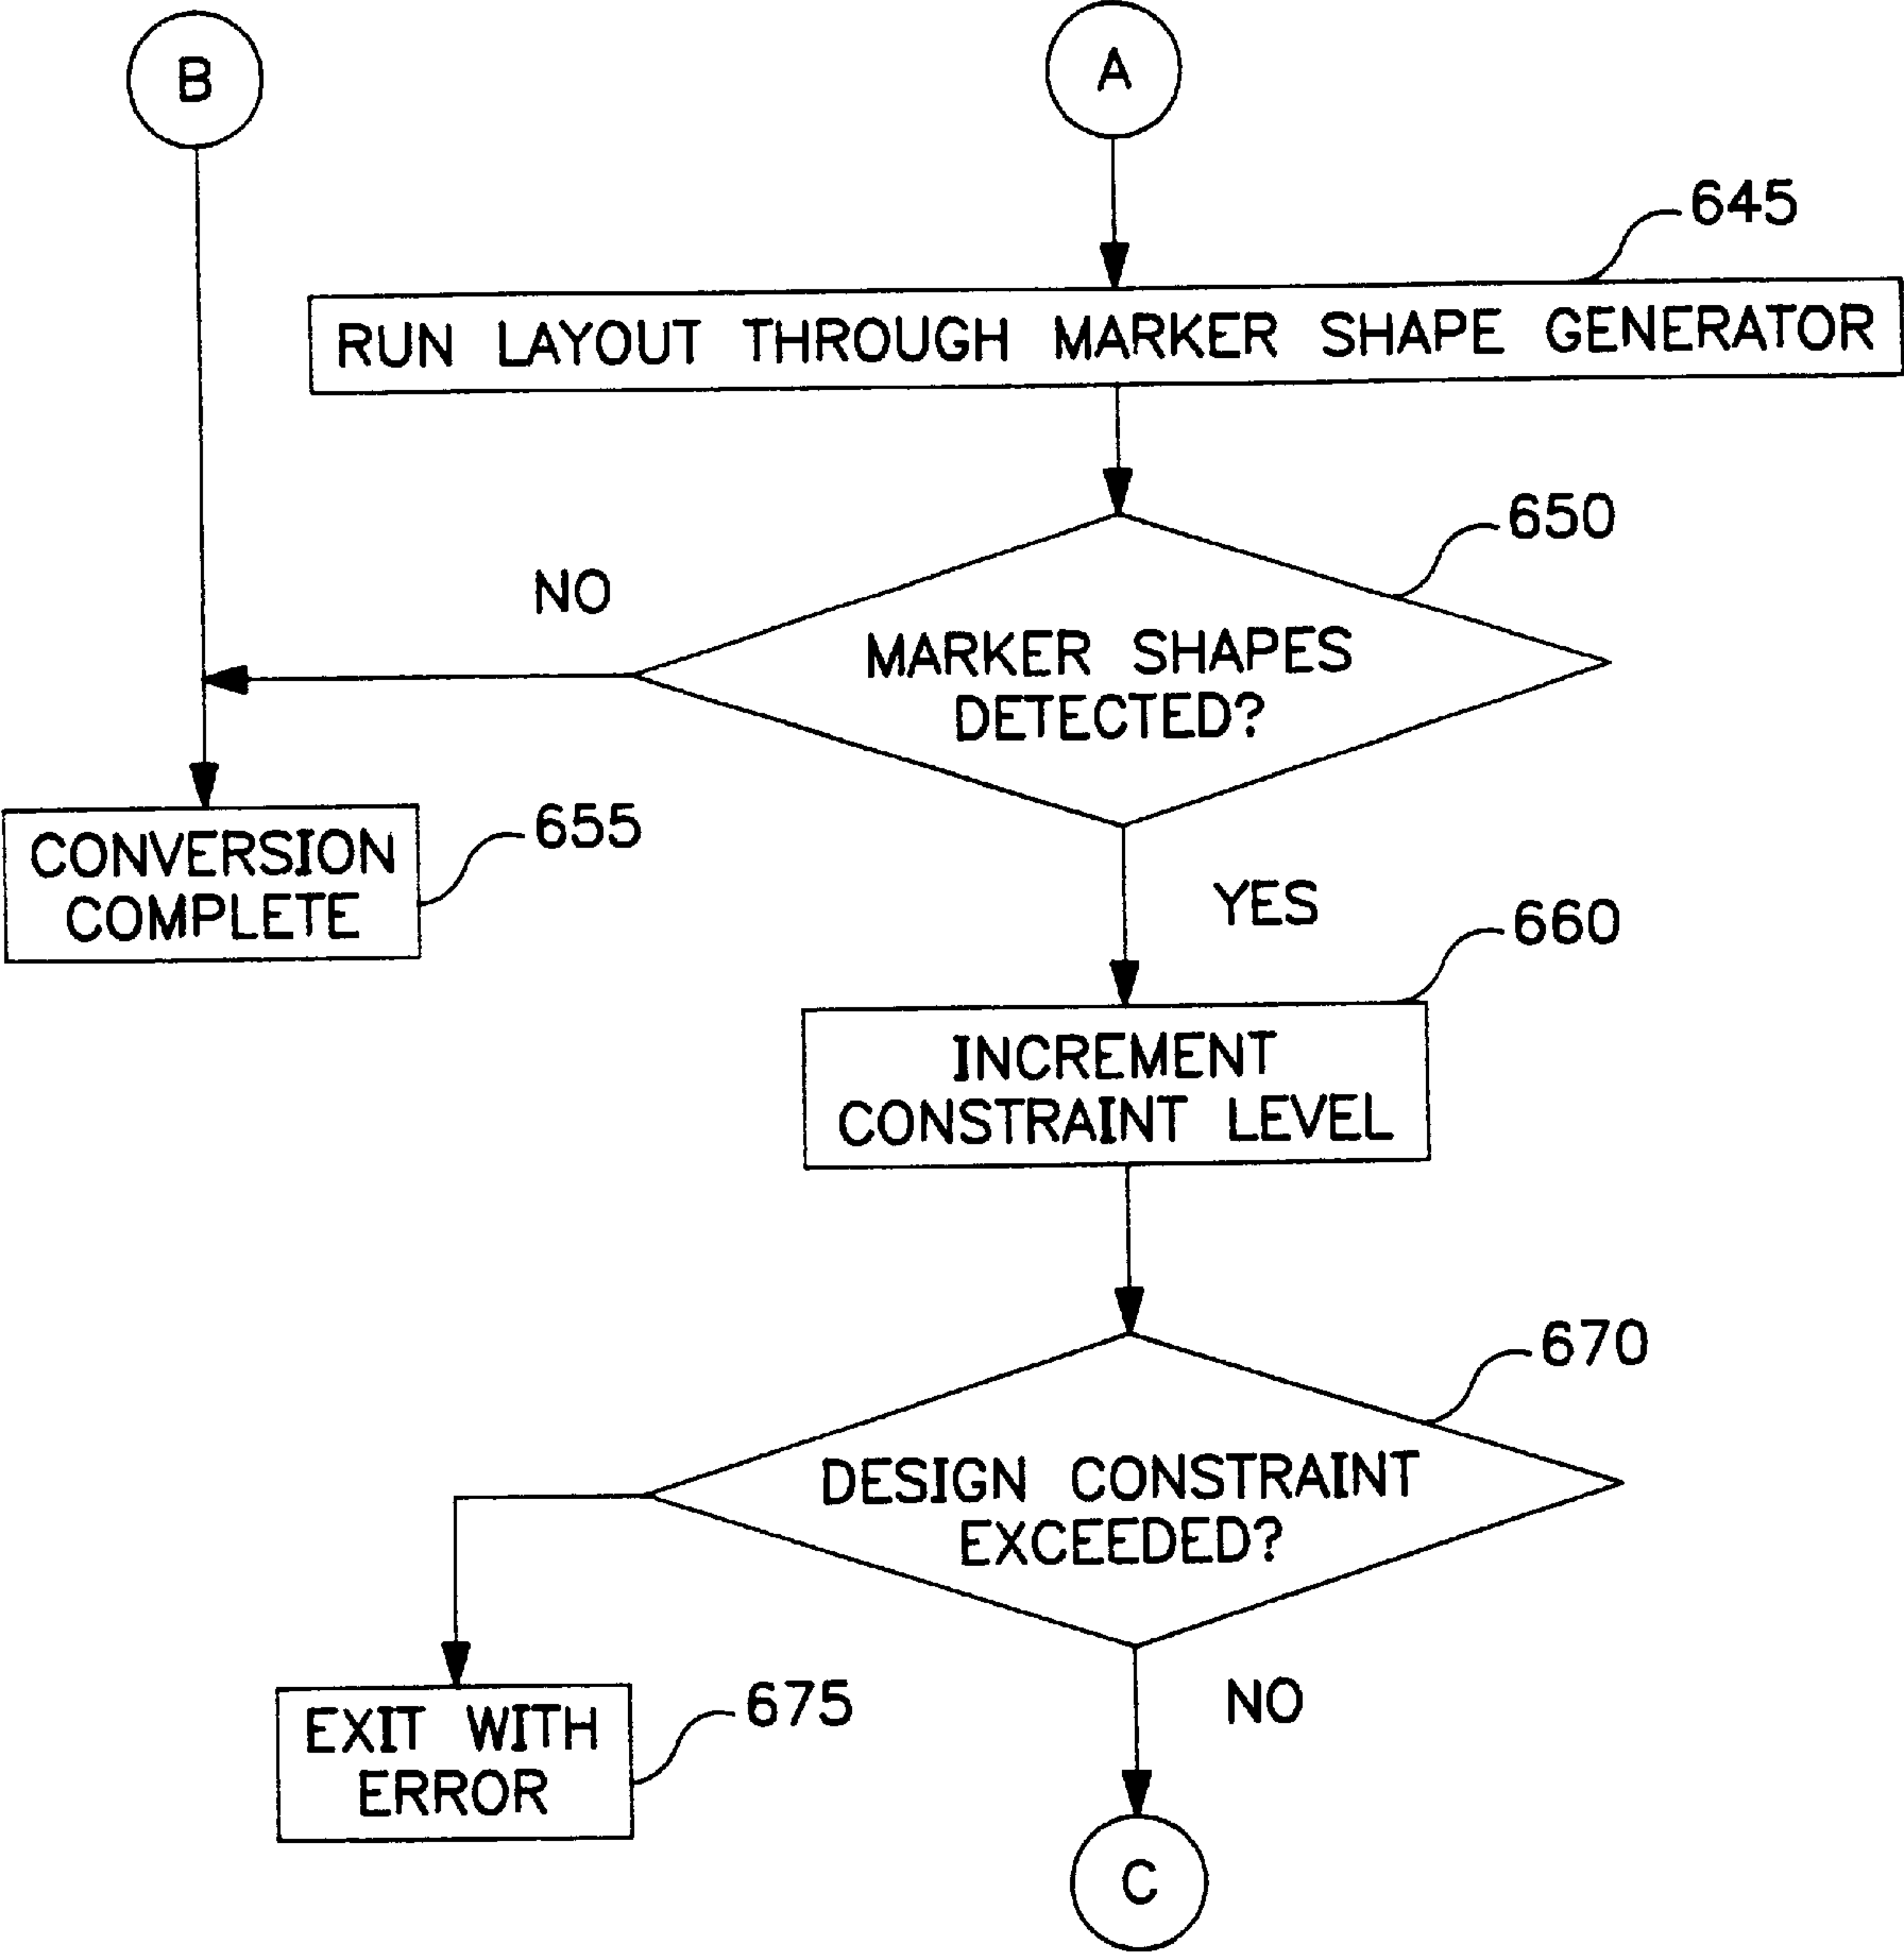 B
A
645
RUN LAYOUT THROUGH MARKER SHAPE GENERATOR
650
NO
MARKER SHAPES
DETECTED?
655
CONVERSION
COMPLETE
YES
660
INCREMENT
CONSTRAINT LEVEL
670
DESIGN CONSTRAINT
EXCEEDED?
675
EXIT WITH
ERROR
NO
C